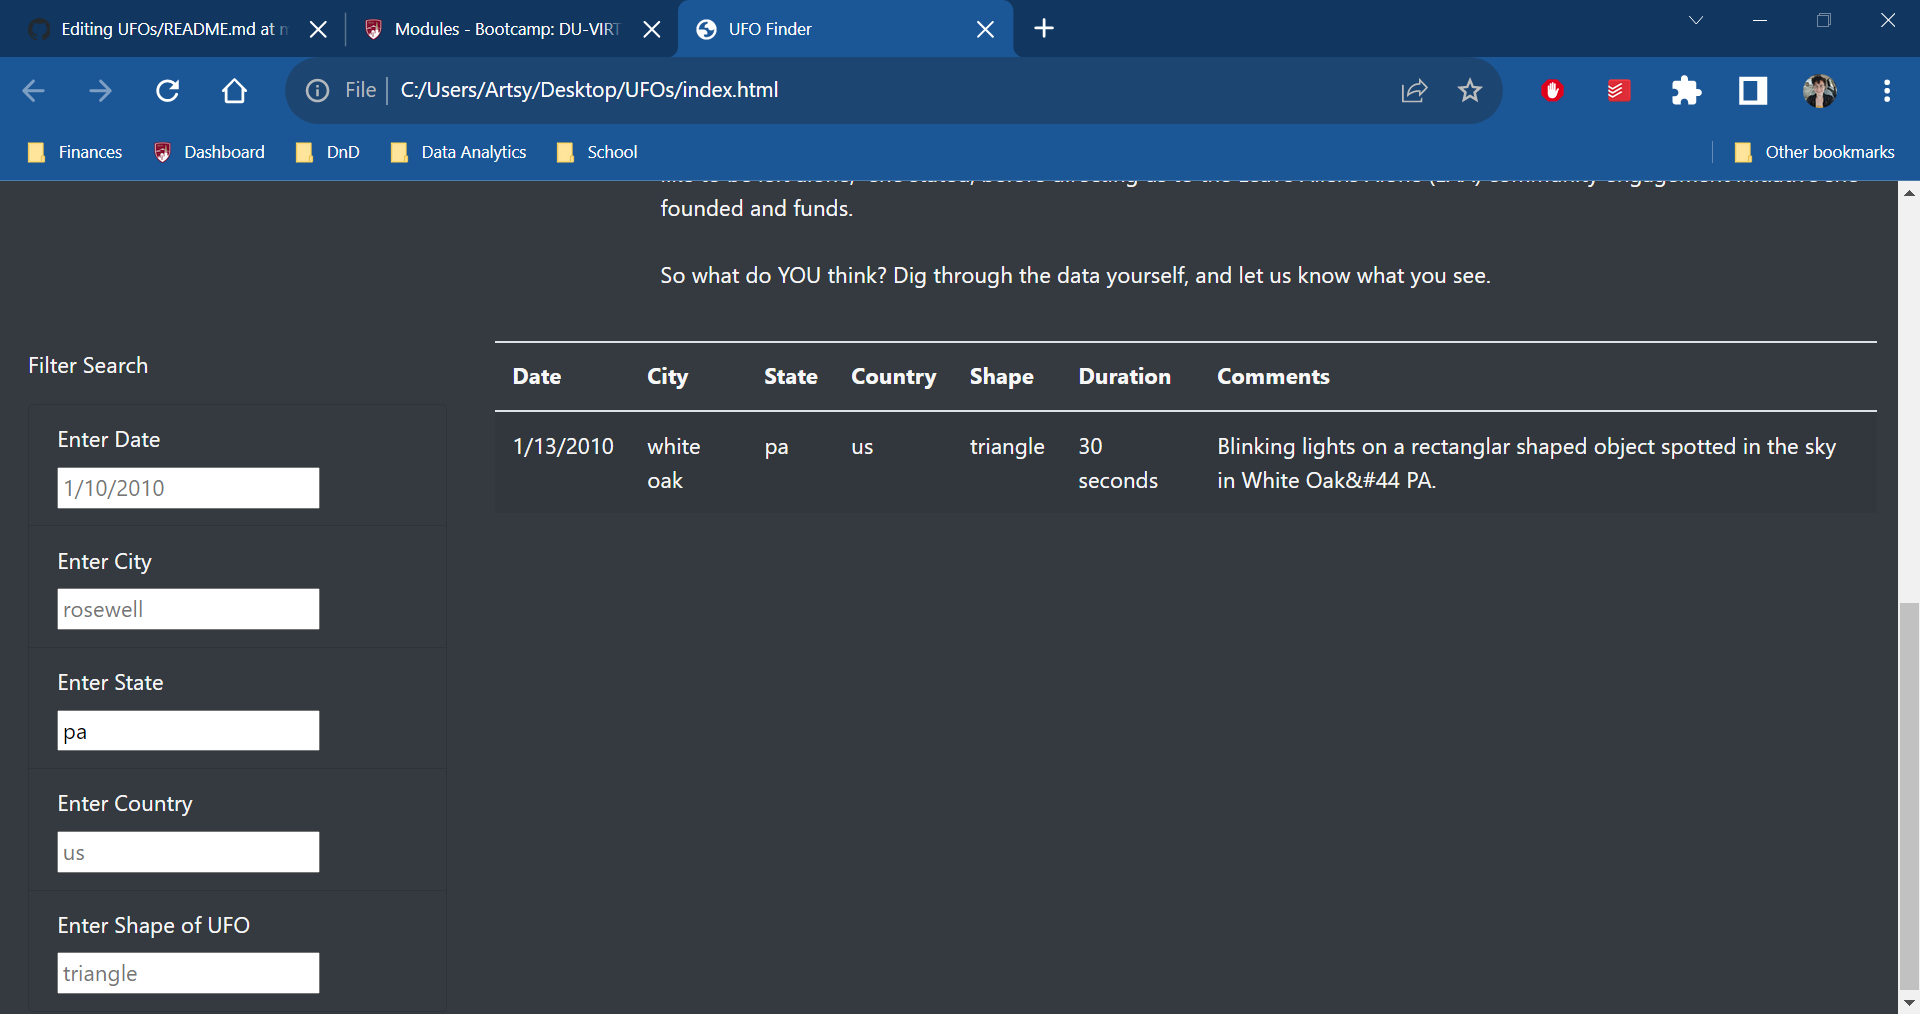 Editing UFOs/README.md at m
Modules - Bootcamp: DU-VIRT
UFO Finder
File C:/Users/Artsy/Desktop/UFOs/index.html
Finances Dashboard DnD Data Analytics School Other bookmarks
founded and funds.
So what do YOU think? Dig through the data yourself, and let us know what you see.
Filter Search
Enter Date
1/10/2010
Enter City
rosewell
Enter State
pa
Enter Country
us
Enter Shape of UFO
triangle
Date City State Country Shape Duration Comments
1/13/2010 white pa us triangle 30 Blinking lights on a rectanglar shaped object spotted in the sky
oak seconds in White Oak&#44 PA.